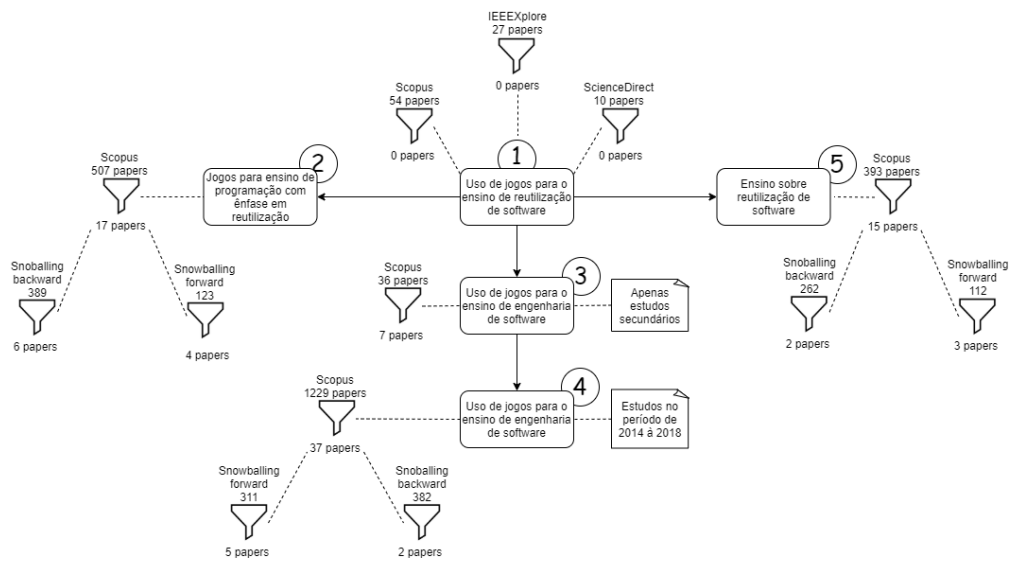 IEEEXplore
27 papers
0 papers
Scopus
54 papers
0 papers
ScienceDirect
10 papers
0 papers
1
Uso de jogos para o
ensino de reutilização
de software
2
Jogos para ensino de
programação com
ênfase em
reutilização
Scopus
507 papers
17 papers
Snoballing
backward
389
6 papers
Snowballing
forward
123
4 papers
5
Ensino sobre
reutilização de
software
Scopus
393 papers
15 papers
Snoballing
backward
262
2 papers
Snowballing
forward
112
3 papers
3
Uso de jogos para o
ensino de engenharia
de software
Scopus
36 papers
7 papers
Apenas
estudos
secundários
4
Uso de jogos para o
ensino de engenharia
de software
Estudos no
período de
2014 à 2018
Scopus
1229 papers
37 papers
Snowballing
forward
311
5 papers
Snoballing
backward
382
2 papers